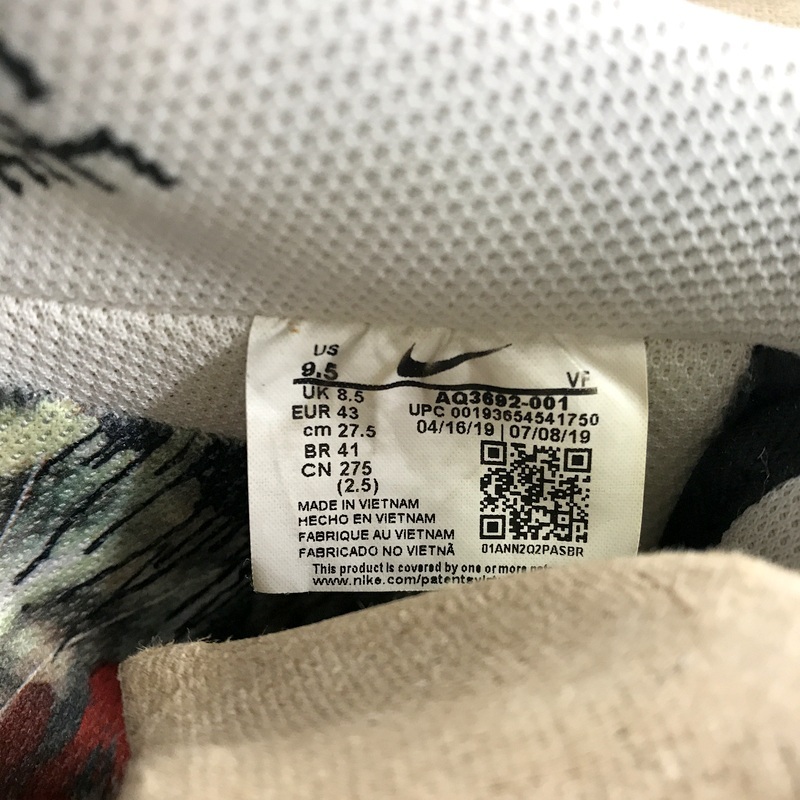 US
9.5
VF
UK 8.5
EUR 43
cm 27.5
BR 41
CN 275
(2.5)
AQ3692-001
UPC 00193654541750
04/16/19 | 07/08/19
MADE IN VIETNAM
HECHO EN VIETNAM
FABRIQUE AU VIETNAM
FABRICADO NO VIETNÃ
01ANN2Q2PASBR
This product is covered by one or more
www.nike.com/patents